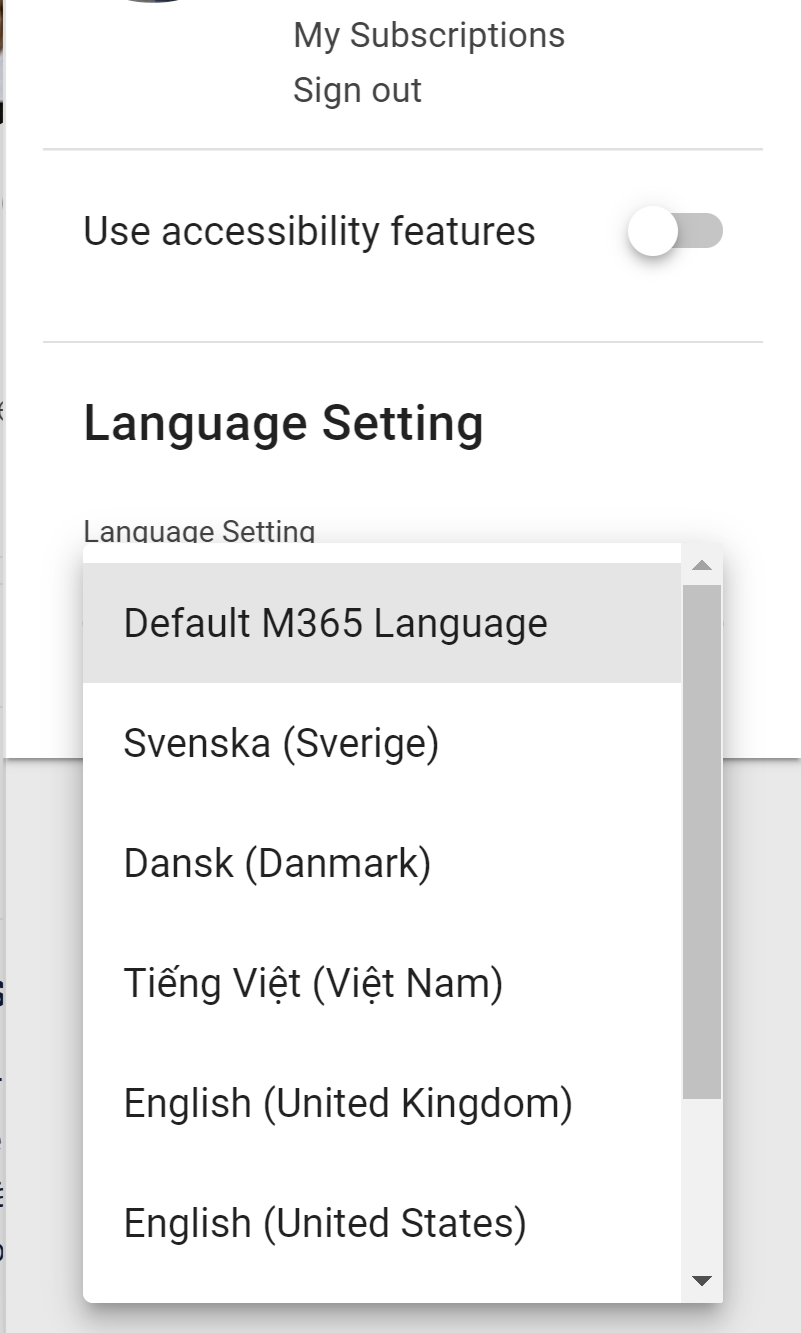 My Subscriptions
Sign out
Use accessibility features
Language Setting
Language Setting
Default M365 Language
Svenska (Sverige)
Dansk (Danmark)
Tiếng Việt (Việt Nam)
English (United Kingdom)
English (United States)